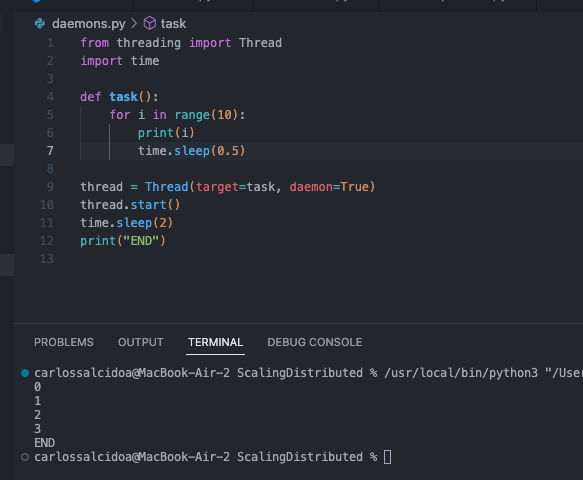 daemons.py > task
1 from threading import Thread
2 import time
3
4 def task():
5     for i in range(10):
6         print(i)
7         time.sleep(0.5)
8
9 thread = Thread(target=task, daemon=True)
10 thread.start()
11 time.sleep(2)
12 print("END")
13
PROBLEMS OUTPUT TERMINAL DEBUG CONSOLE
carlossalcidoa@MacBook-Air-2 ScalingDistributed % /usr/local/bin/python3 "/User
0
1
2
3
END
carlossalcidoa@MacBook-Air-2 ScalingDistributed %